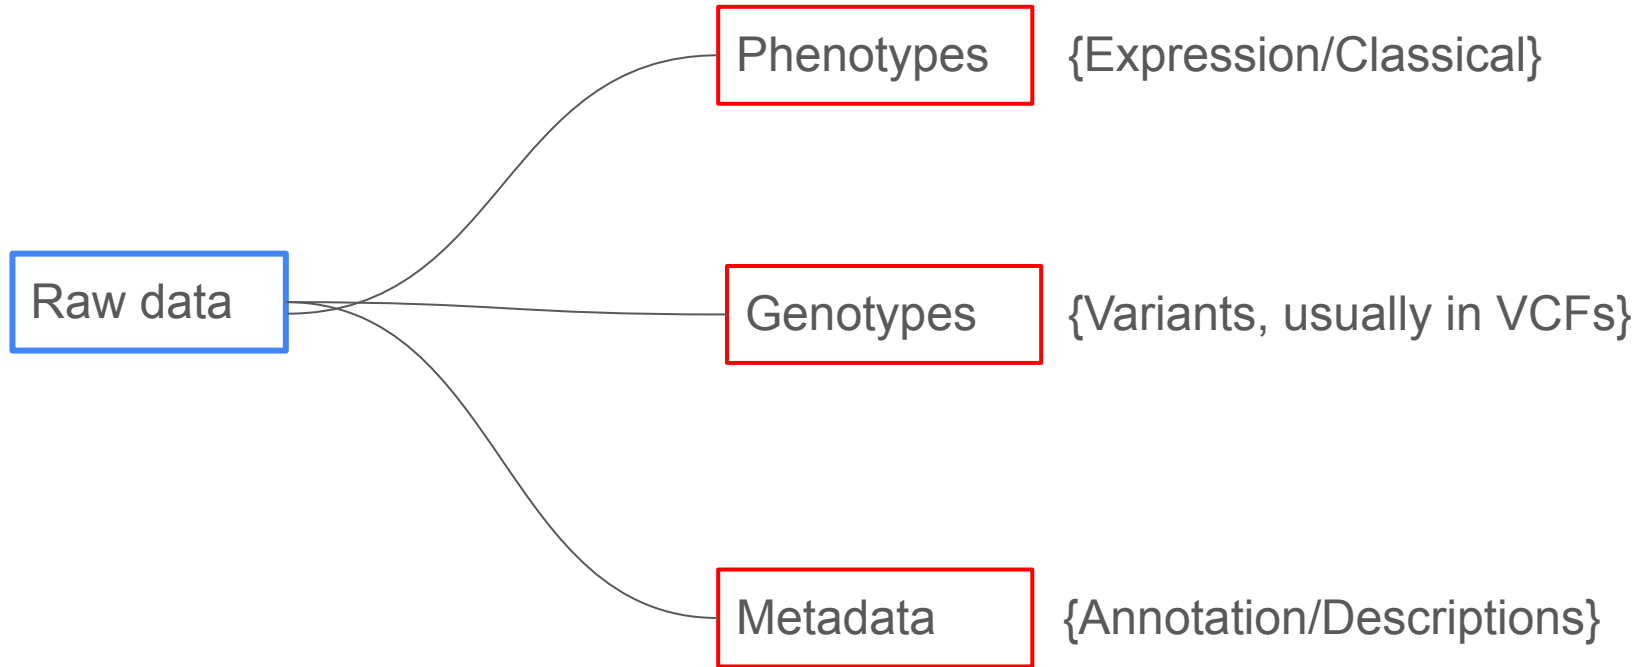 Phenotypes {Expression/Classical}
Raw data
Genotypes {Variants, usually in VCFs}
Metadata {Annotation/Descriptions}